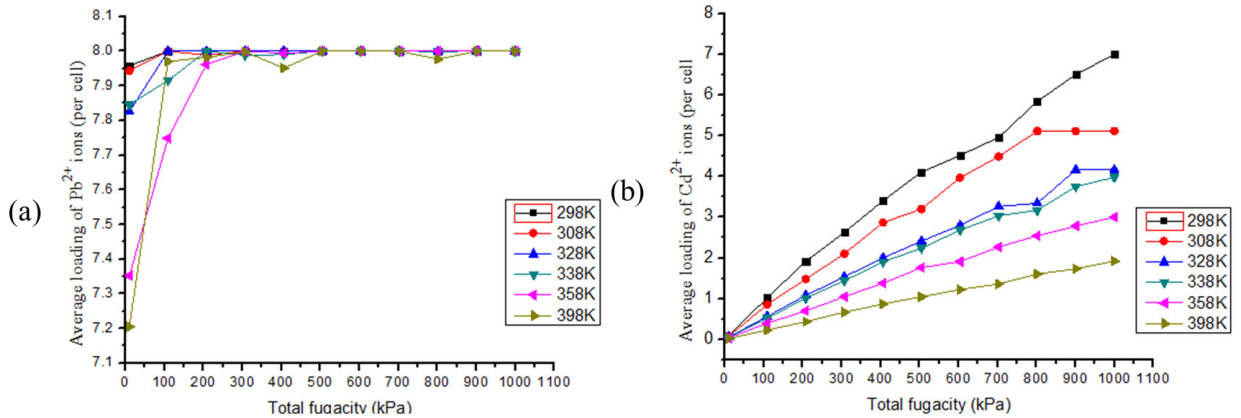 (a)
Average loading of Pb2+ ions (per cell)
8.1
8.0
7.9
7.8
7.7
7.6
7.5
7.4
7.3
7.2
7.1
0 100 200 300 400 500 600 700 800 900 1000 1100
Total fugacity (kPa)
298K
308K
328K
338K
358K
398K
(b)
Average loading of Cd2+ ions (per cell)
8
7
6
5
4
3
2
1
0
0 100 200 300 400 500 600 700 800 900 1000 1100
Total fugacity (kPa)
298K
308K
328K
338K
358K
398K